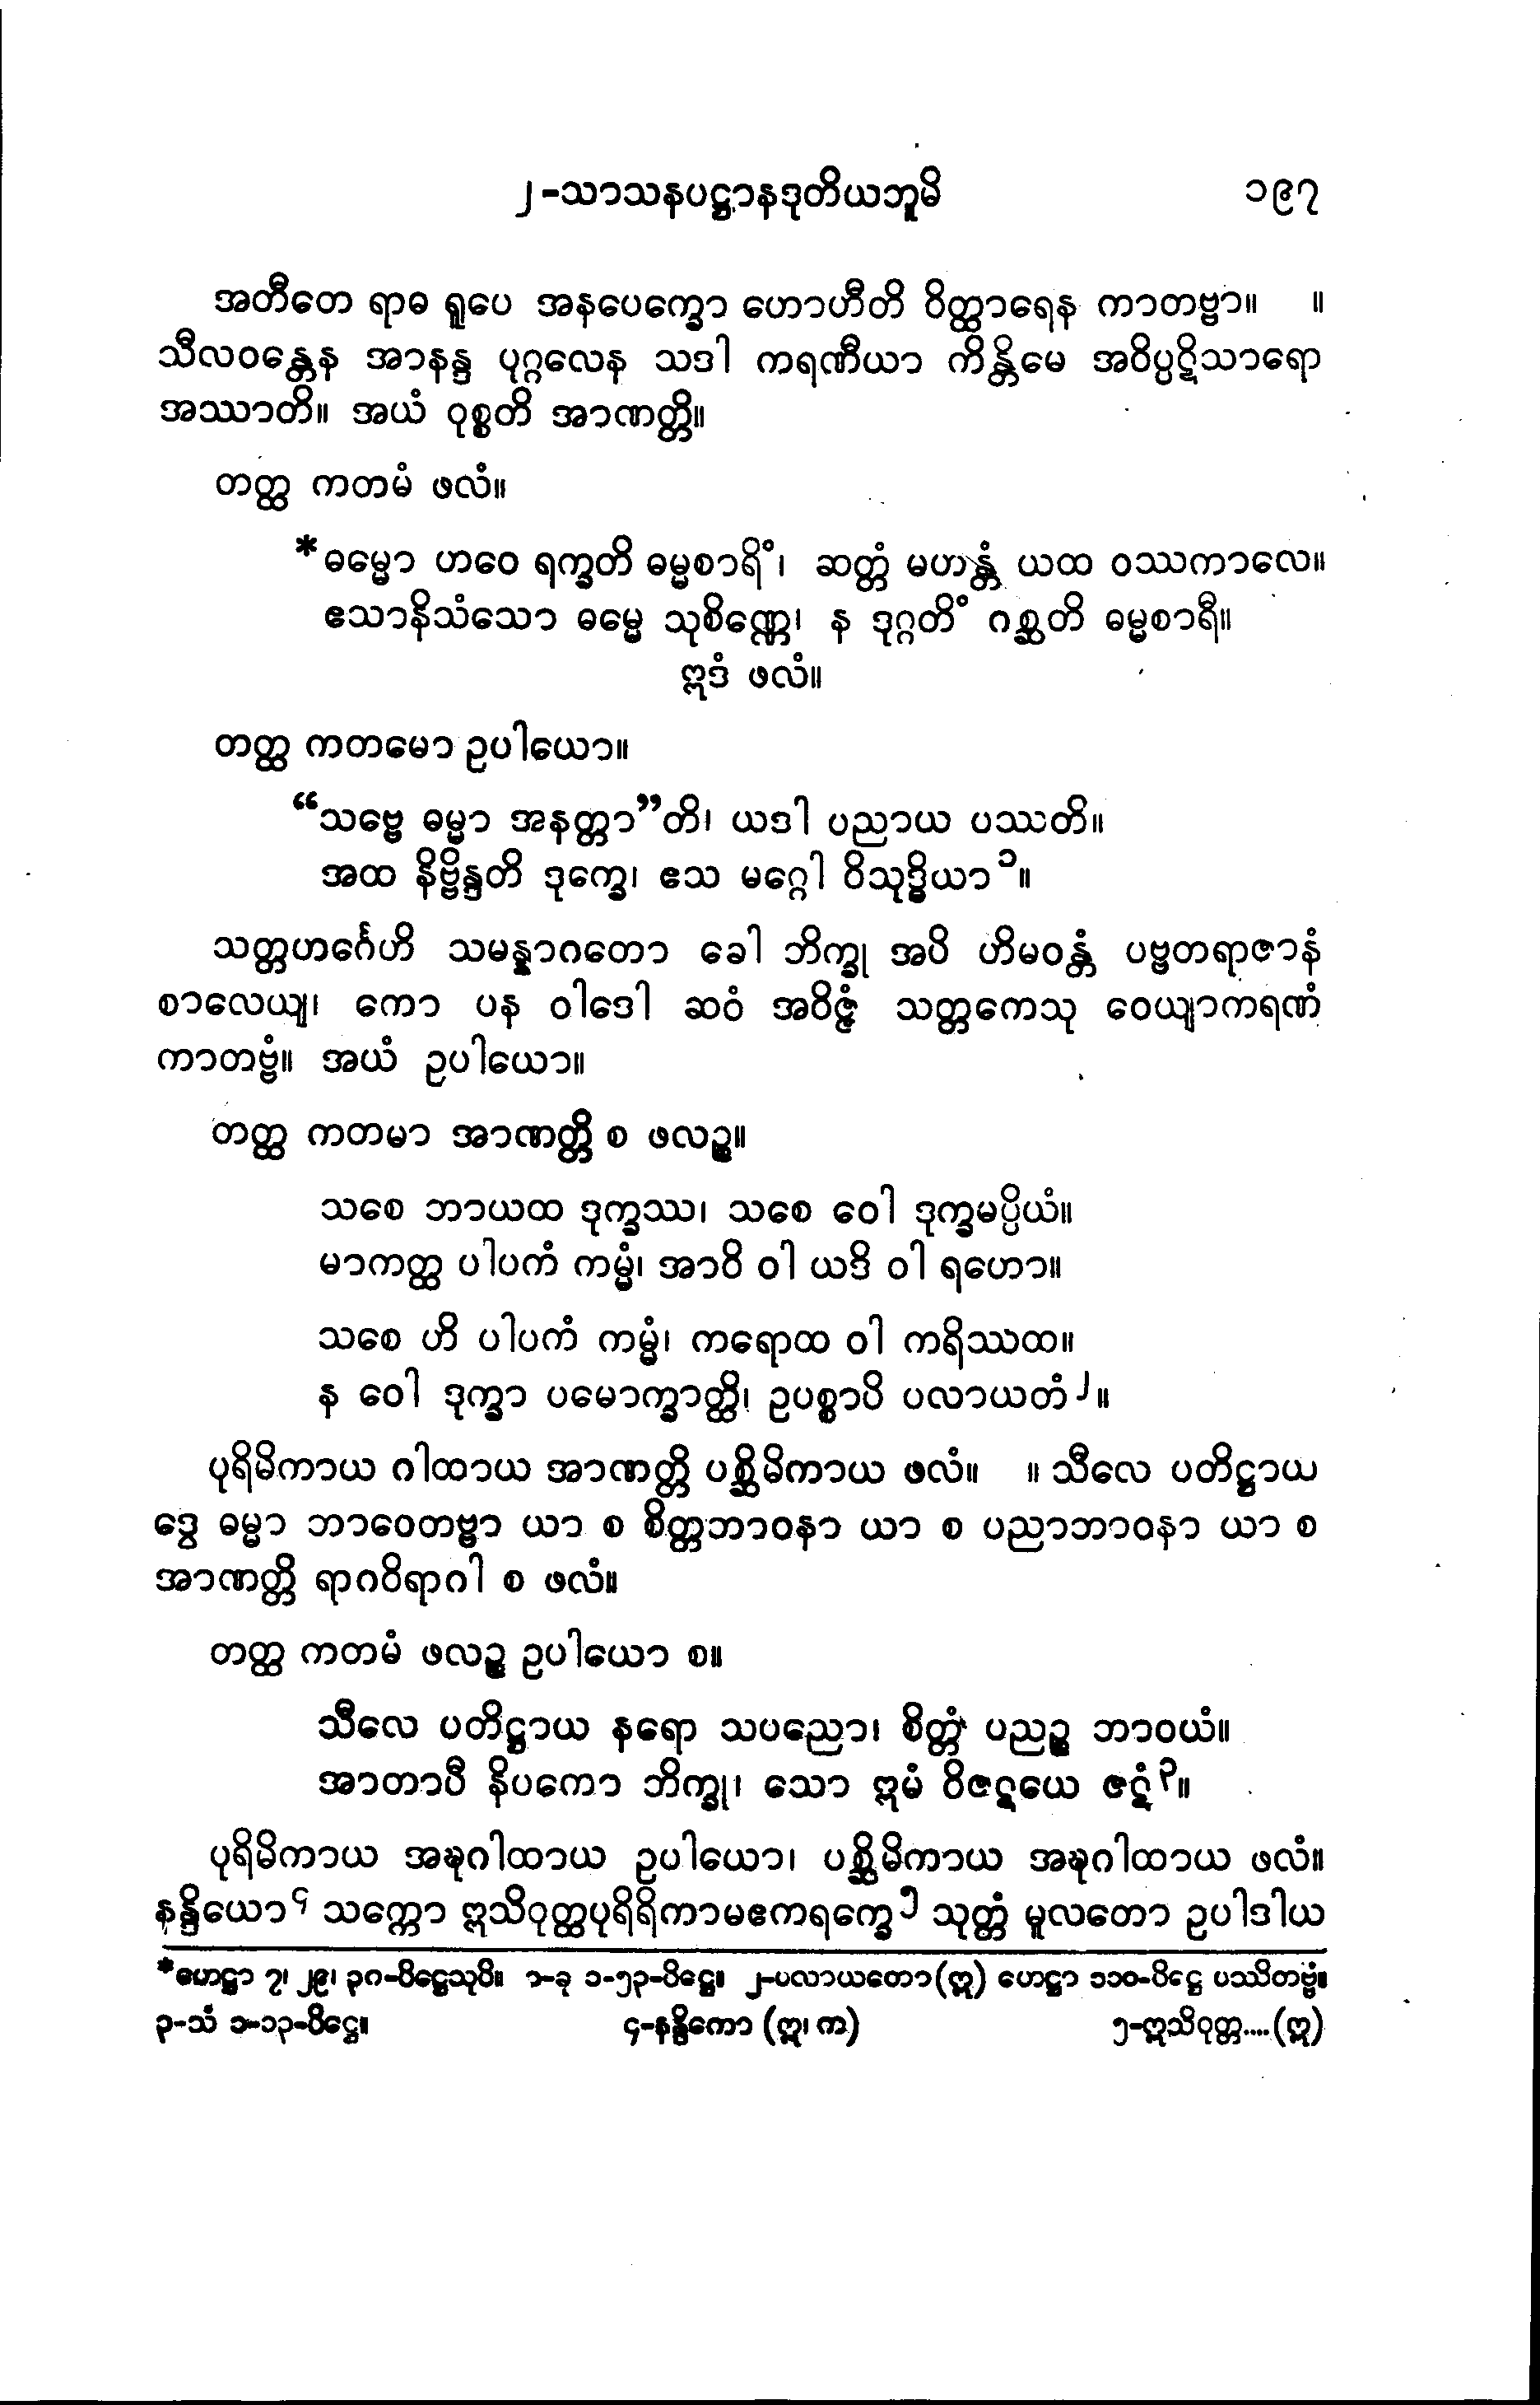 ၂-သာသနပဋ္ဌာနဒုတိယဘူမိ ၁၉၇
အတီတေ ရာဓ ရူပေ အနပေက္ခော ဟောဟီတိ ဝိတ္ထာရေန ကာတဗ္ဗာ။ ။
သီလဝန္တေန အာနန္ဒ ပုဂ္ဂလေန သဒါ ကရဏီယာ ကိန္တိမေ အဝိပ္ပဋိသာရော
အဿာတိ။ အယံ ဝုစ္စတိ အာဏတ္တိ။
တတ္ထ ကတမံ ဖလံ။
*ဓမ္မော ဟဝေ ရက္ခတိ ဓမ္မစာရိံ၊ ဆတ္တံ မဟန္တံ ယထ ဝဿကာလေ။
ဧသာနိသံသော ဓမ္မေ သုစိဏ္ဏေ၊ န ဒုဂ္ဂတိံ ဂစ္ဆတိ ဓမ္မစာရီ။
ဣဒံ ဖလံ။
တတ္ထ ကတမော ဥပါယော။
“သဗ္ဗေ ဓမ္မာ အနတ္တာ”တိ၊ ယဒါ ပညာယ ပဿတိ။
အထ နိဗ္ဗိန္ဒတိ ဒုက္ခေ၊ ဧသ မဂ္ဂေါ ဝိသုဒ္ဓိယာ၁။
သတ္တဟင်္ဂေဟိ သမန္နာဂတော ခေါ ဘိက္ခု အပိ ဟိမဝန္တံ ပဗ္ဗတရာဇာနံ
စာလေယျ၊ ကော ပန ဝါဒေါ ဆဝံ အဝိဇ္ဇံ သတ္တကေသု ဝေယျာကရဏံ
ကာတဗ္ဗံ။ အယံ ဥပါယော။
တတ္ထ ကတမာ အာဏတ္တိ စ ဖလဉ္စ။
သစေ ဘာယထ ဒုက္ခဿ၊ သစေ ဝေါ ဒုက္ခမပ္ပိယံ။
မာကတ္ထ ပါပကံ ကမ္မံ၊ အာဝိ ဝါ ယဒိ ဝါ ရဟော။
သစေ ဟိ ပါပကံ ကမ္မံ၊ ကရောထ ဝါ ကရိဿထ။
န ဝေါ ဒုက္ခာ ပမောက္ခာတ္ထိ၊ ဥပစ္စာပိ ပလာယတံ၂။
ပုရိမိကာယ ဂါထာယ အာဏတ္တိ ပစ္ဆိမိကာယ ဖလံ။ ။ သီလေ ပတိဋ္ဌာယ
ဒွေ ဓမ္မာ ဘာဝေတဗ္ဗာ ယာ စ စိတ္တဘာဝနာ ယာ စ ပညာဘာဝနာ ယာ စ
အာဏတ္တိ ရာဂဝိရာဂါ စ ဖလံ။
တတ္ထ ကတမံ ဖလဉ္စ ဥပါယော စ။
သီလေ ပတိဋ္ဌာယ နရော သပညော၊ စိတ္တံ ပညဉ္စ ဘာဝယံ။
အာတာပီ နိပကော ဘိက္ခု၊ သော ဣမံ ဝိဇဋယေ ဇဋံ၃။
ပုရိမိကာယ အဍ္ဎဂါထာယ ဥပါယော၊ ပစ္ဆိမိကာယ အဍ္ဎဂါထာယ ဖလံ။
နန္ဒိယော၄ သက္ကော ဣသိဝုတ္ထပုရိရိကာမဧကရက္ခေ၅ သုတ္တံ မူလတော ဥပါဒါယ
*ဟေဋ္ဌာ ၇၊ ၂၉၊ ၃ဂ-ပိဋ္ဌေသုပိ။ ၁-ခု ၁-၅၃-ပိဋ္ဌေ။ ၂-ပလာယတော(ဣ) ဟေဋ္ဌာ ၁၁၀-ပိဋ္ဌေ ပဿိတဗ္ဗံ။
၃-သံ ၁-၁၃-ပိဋ္ဌေ။ ၄-နန္ဒိကော (ဣ၊ က) ၅-ဣသိဝုတ္တ....(ဣ)